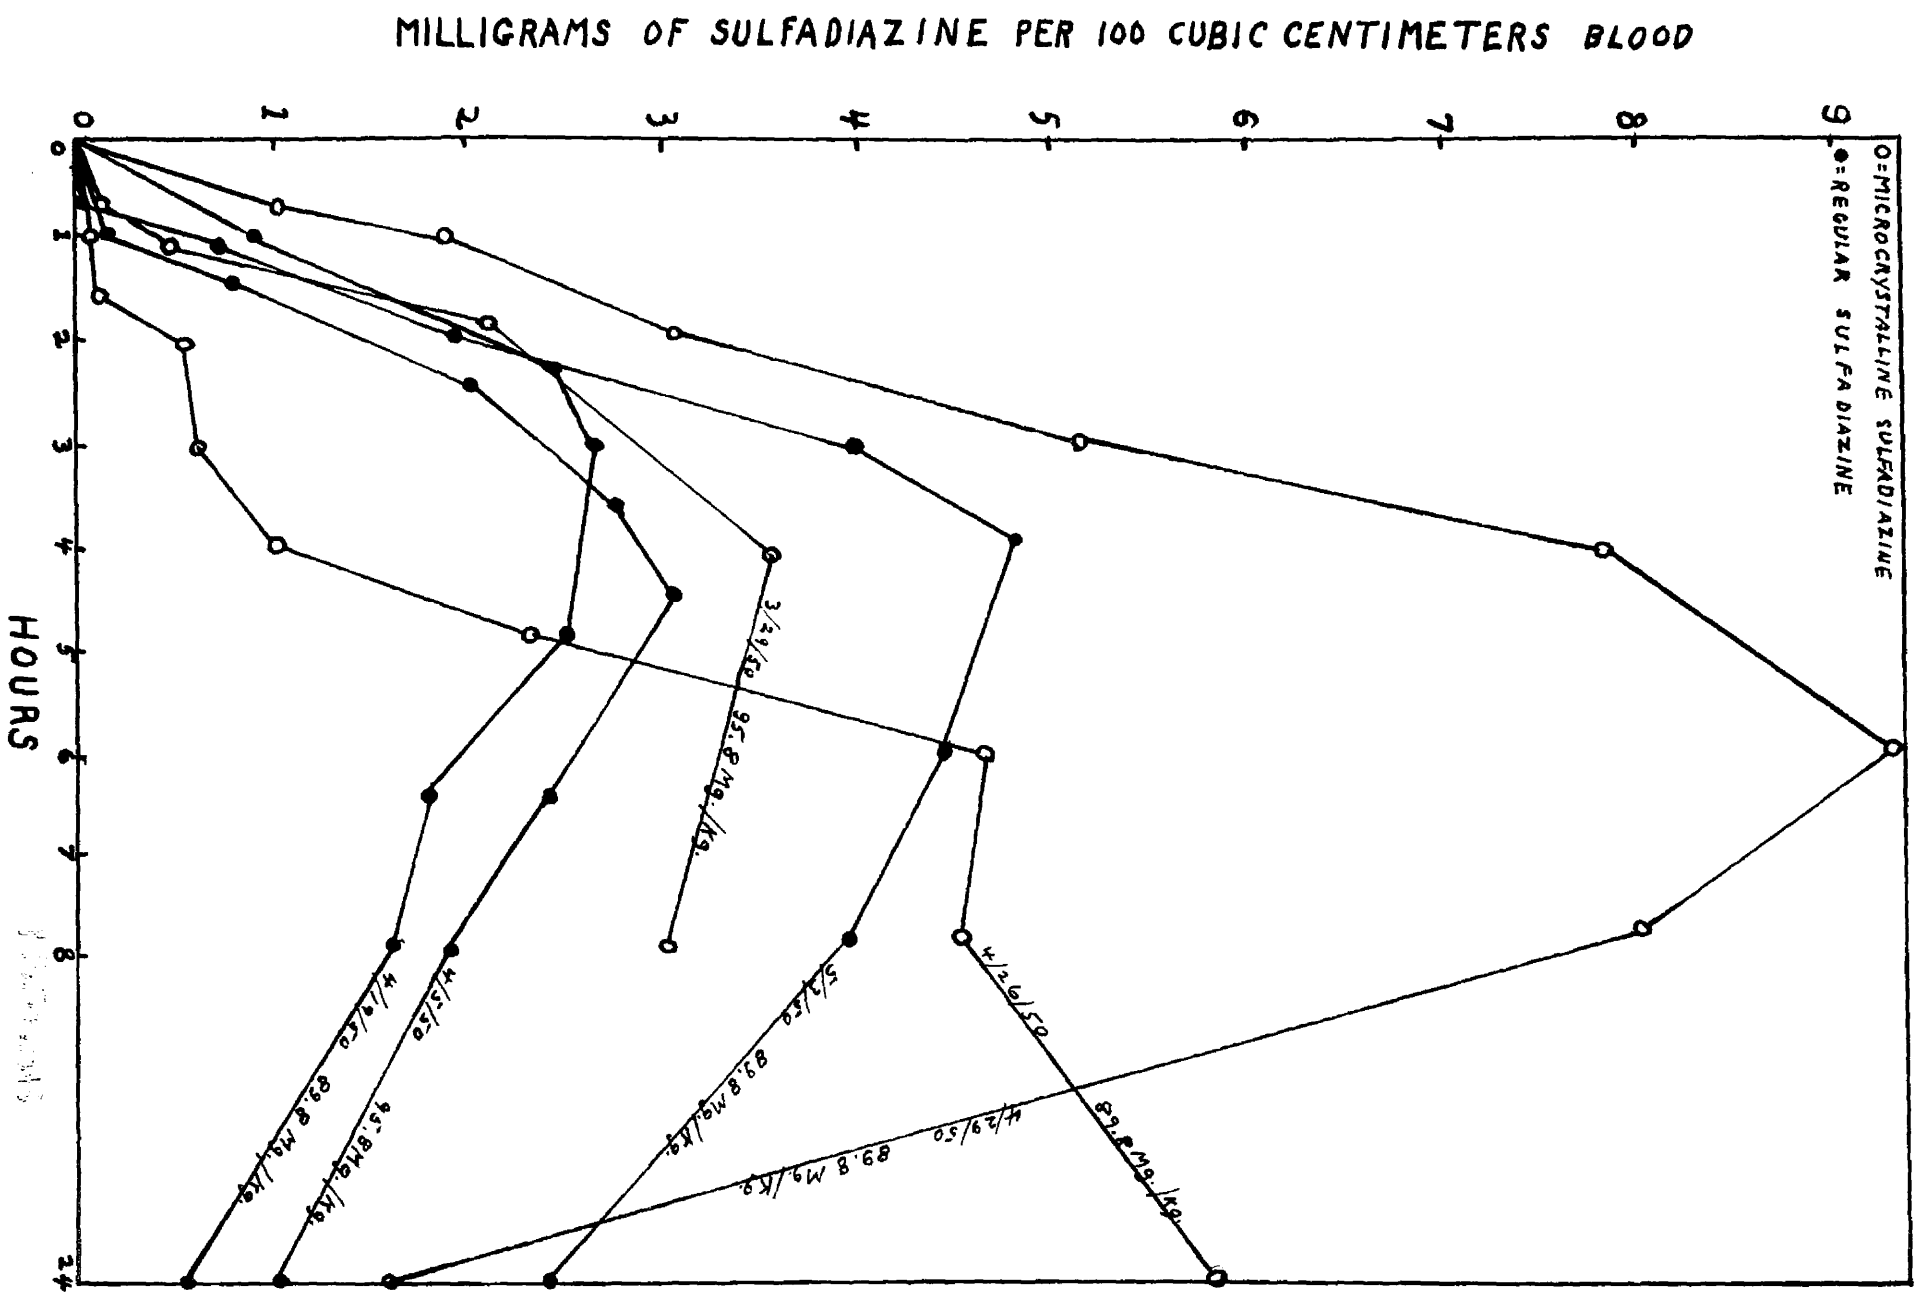 MILLIGRAMS OF SULFADIAZINE PER 100 CUBIC CENTIMETERS BLOOD
0 1 2 3 4 5 6 7 8 9
O=MICROCRYSTALLINE SULFADIAZINE
●=REGULAR SULFADIAZINE
0
1
2
3
4
5
6
7
8
24
HOURS
3/29/50 95.8 Mg./Kg.
4/26/50 89.8 Mg./Kg.
5/3/50 89.8 Mg./Kg.
4/29/50 89.8 Mg./Kg.
4/5/50 95.8 Mg./Kg.
4/19/50 89.8 Mg./Kg.